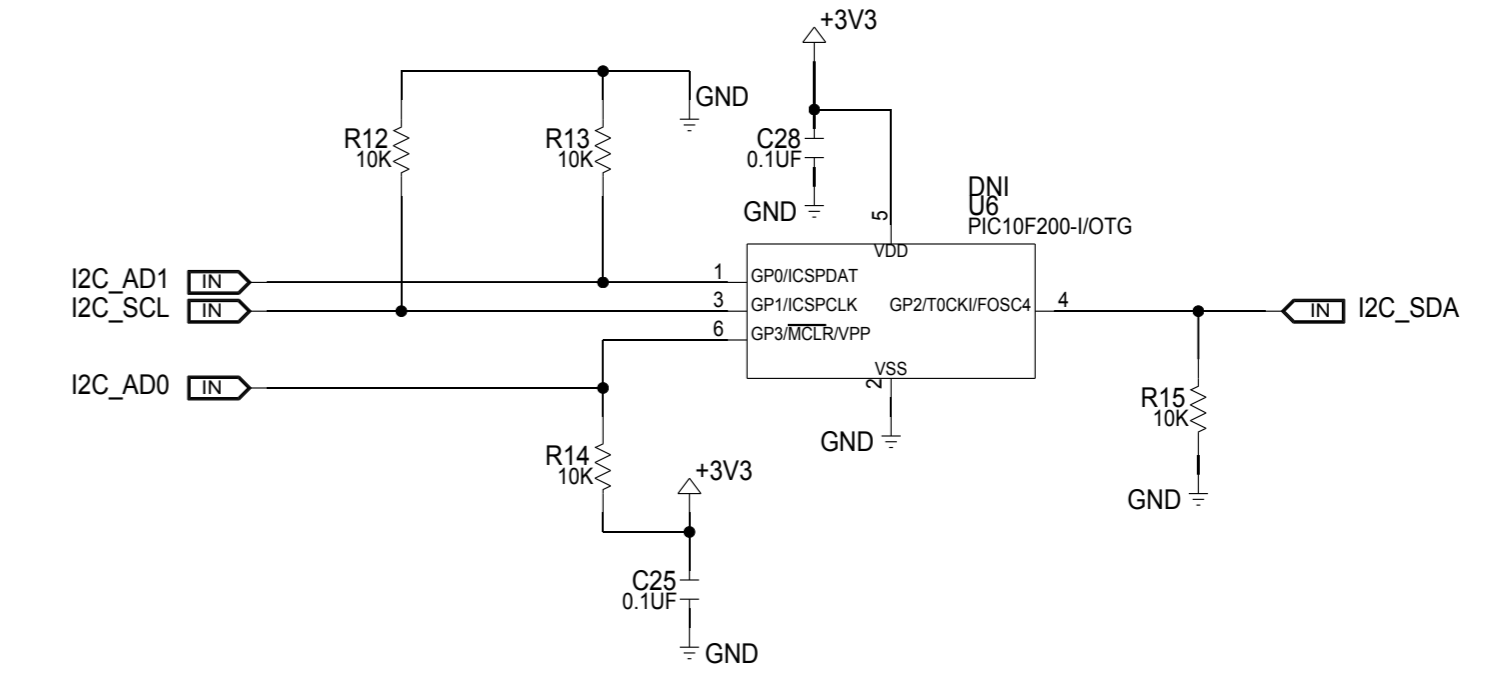 +3V3
GND
R12
10K
R13
10K
C28
0.1UF
GND
DNI
U6
PIC10F200-I/OTG
5
VDD
I2C_AD1 IN
1
GP0/ICSPDAT
I2C_SCL IN
3
GP1/ICSPCLK
GP2/T0CKI/FOSC4
4
IN I2C_SDA
6
GP3/MCLR/VPP
VSS
2
I2C_AD0 IN
GND
R15
10K
GND
R14
10K
+3V3
C25
0.1UF
GND